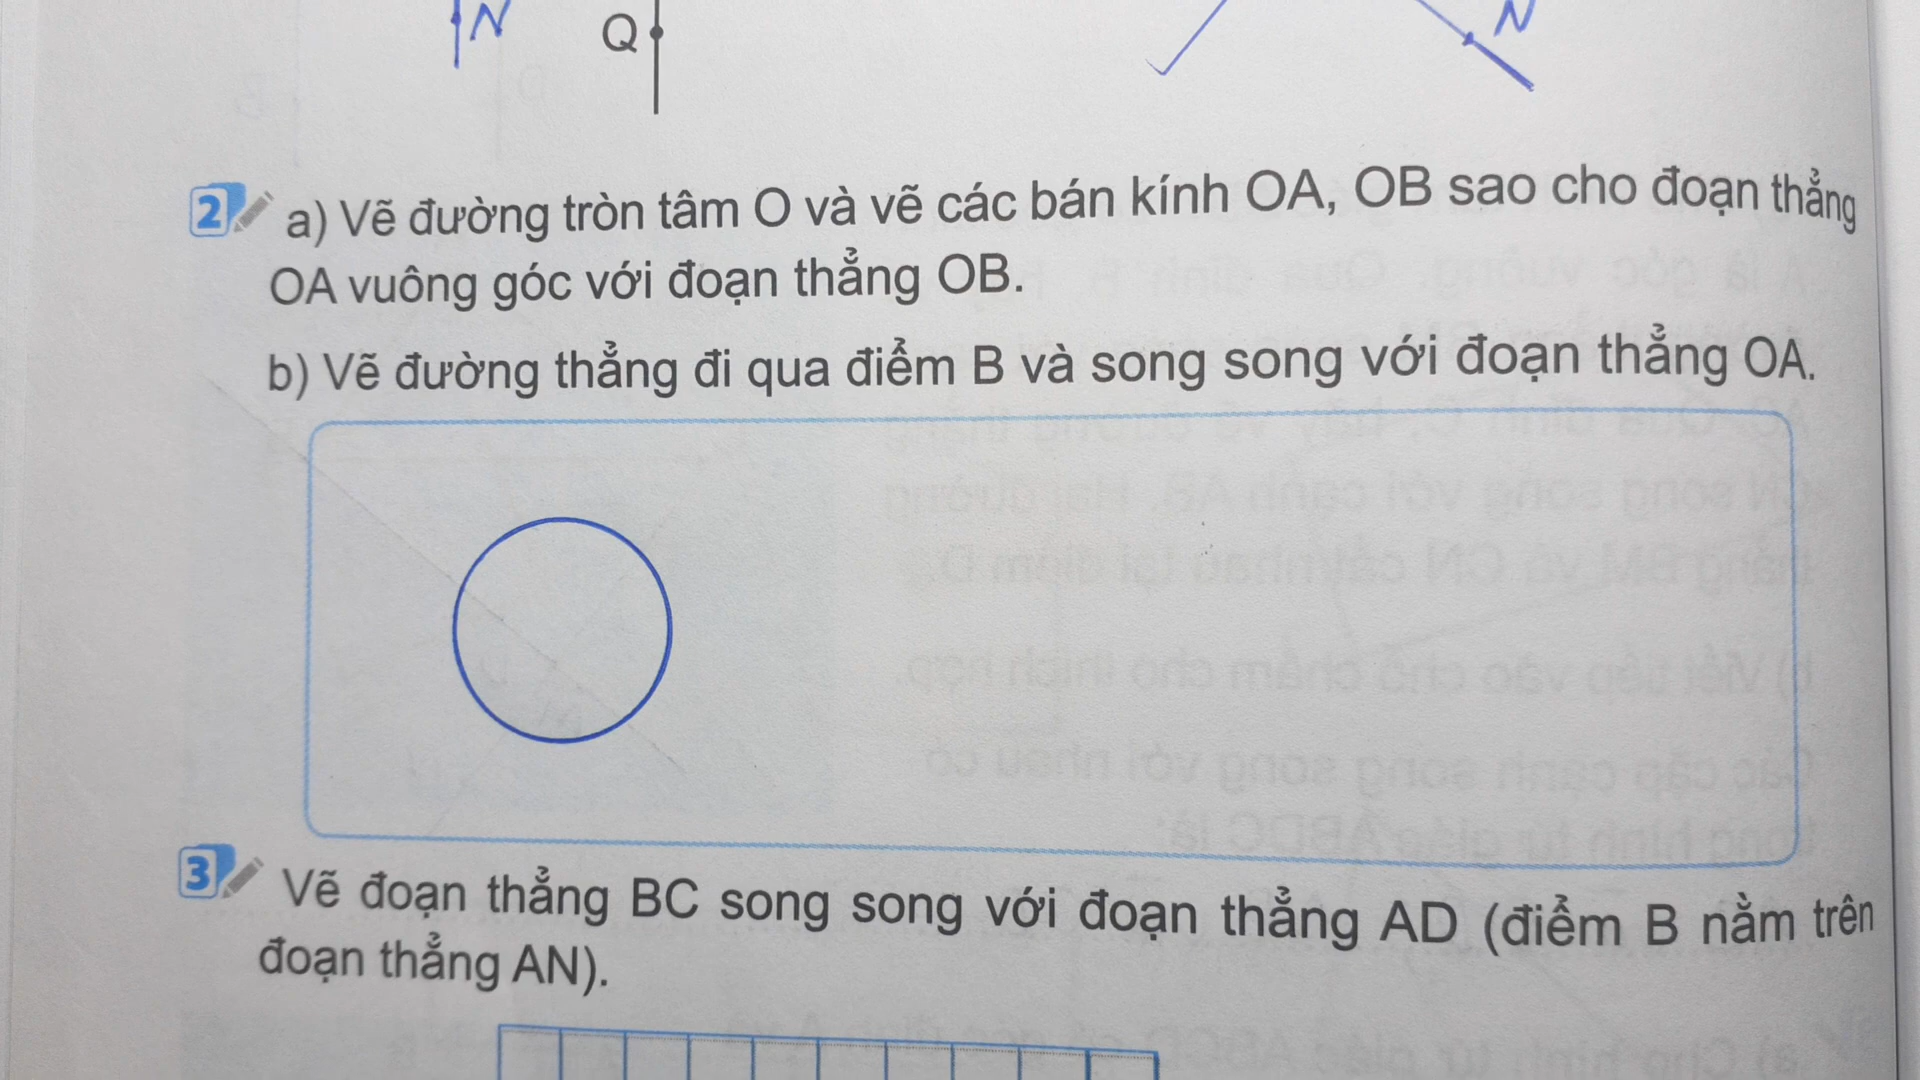 N Q N
2 a) Vẽ đường tròn tâm O và vẽ các bán kính OA, OB sao cho đoạn thẳng
OA vuông góc với đoạn thẳng OB.
b) Vẽ đường thẳng đi qua điểm B và song song với đoạn thẳng OA.
3 Vẽ đoạn thẳng BC song song với đoạn thẳng AD (điểm B nằm trên
đoạn thẳng AN).